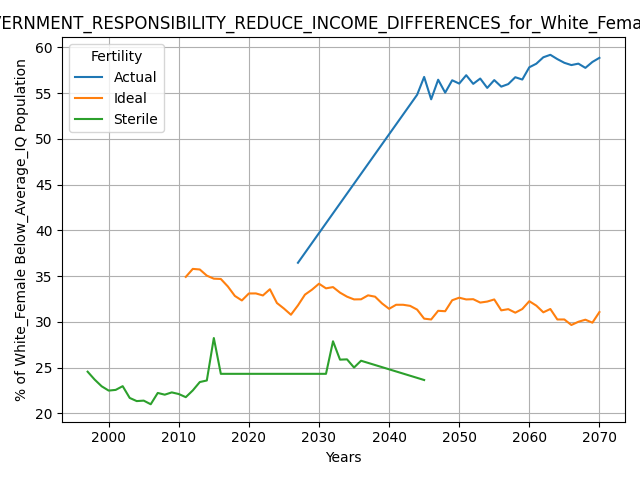 VERNMENT_RESPONSIBILITY_REDUCE_INCOME_DIFFERENCES_for_White_Fema
Fertility
Actual
Ideal
Sterile
% of White_Female Below_Average_IQ Population
60
55
50
45
40
35
30
25
20
2000 2010 2020 2030 2040 2050 2060 2070
Years